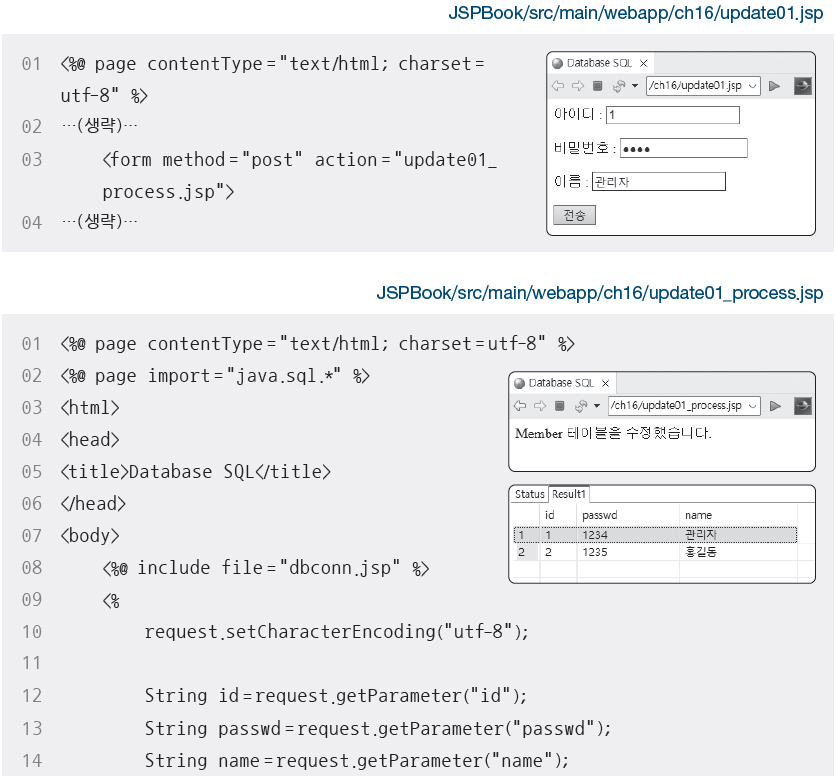 JSPBook/src/main/webapp/ch16/update01.jsp
01 <%@ page contentType="text/html; charset=
utf-8" %>
02 …(생략)…
03 <form method="post" action="update01_
process.jsp">
04 …(생략)…
Database SQL
/ch16/update01.jsp
아이디 : 1
비밀번호 : ●●●●
이름 : 관리자
전송
JSPBook/src/main/webapp/ch16/update01_process.jsp
01 <%@ page contentType="text/html; charset=utf-8" %>
02 <%@ page import="java.sql.*" %>
03 <html>
04 <head>
05 <title>Database SQL</title>
06 </head>
07 <body>
08 <%@ include file="dbconn.jsp" %>
09 <%
10 request.setCharacterEncoding("utf-8");
11
12 String id=request.getParameter("id");
13 String passwd=request.getParameter("passwd");
14 String name=request.getParameter("name");
Database SQL
/ch16/update01_process.jsp
Member 테이블을 수정했습니다.
Status Result1
id passwd name
1 1 1234 관리자
2 2 1235 홍길동